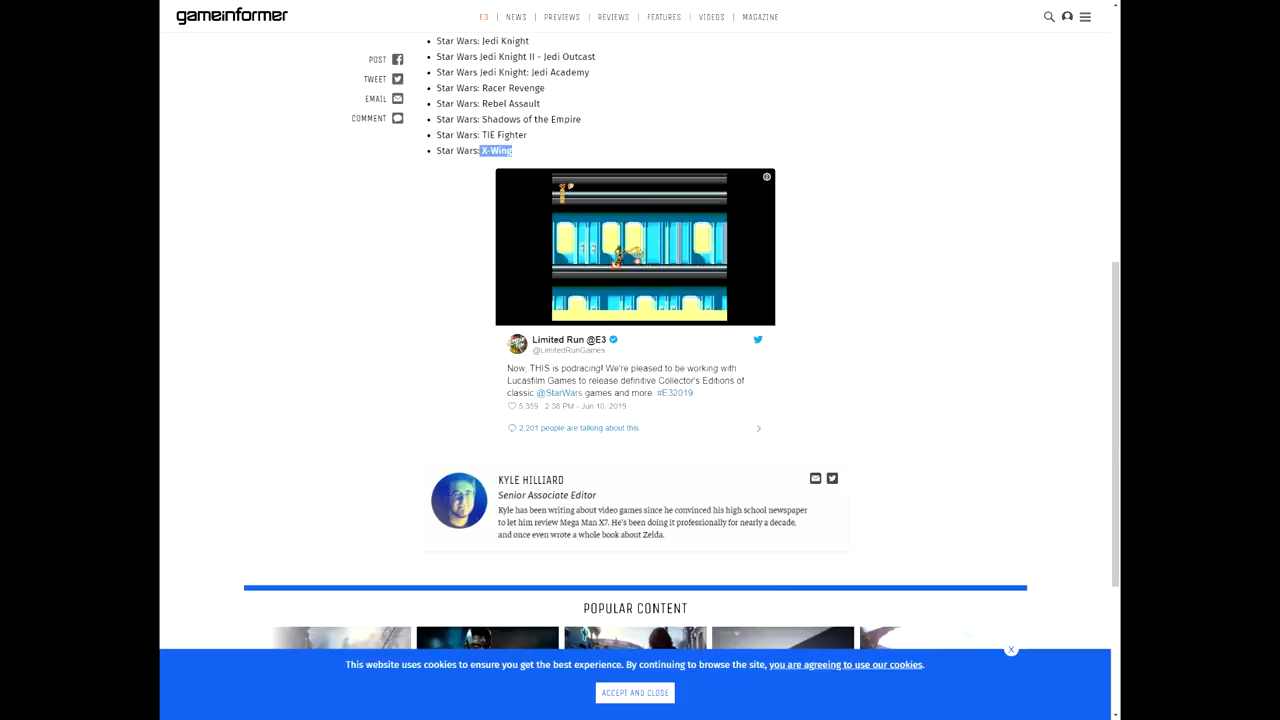 gameinformer
E3 | NEWS | PREVIEWS | REVIEWS | FEATURES | VIDEOS | MAGAZINE
Star Wars: Jedi Knight
Star Wars Jedi Knight II - Jedi Outcast
Star Wars Jedi Knight: Jedi Academy
Star Wars: Racer Revenge
Star Wars: Rebel Assault
Star Wars: Shadows of the Empire
Star Wars: TIE Fighter
Star Wars: X-Wing
POST
TWEET
EMAIL
COMMENT
Limited Run @E3
@LimitedRunGames
Now, THIS is podracing! We're pleased to be working with
Lucasfilm Games to release definitive Collector's Editions of
classic @StarWars games and more. #E32019
5,359 2:38 PM - Jun 10, 2019
2,201 people are talking about this
KYLE HILLIARD
Senior Associate Editor
Kyle has been writing about video games since he convinced his high school newspaper
to let him review Mega Man X7. He's been doing it professionally for nearly a decade,
and once even wrote a whole book about Zelda.
POPULAR CONTENT
X
This website uses cookies to ensure you get the best experience. By continuing to browse the site, you are agreeing to use our cookies.
ACCEPT AND CLOSE